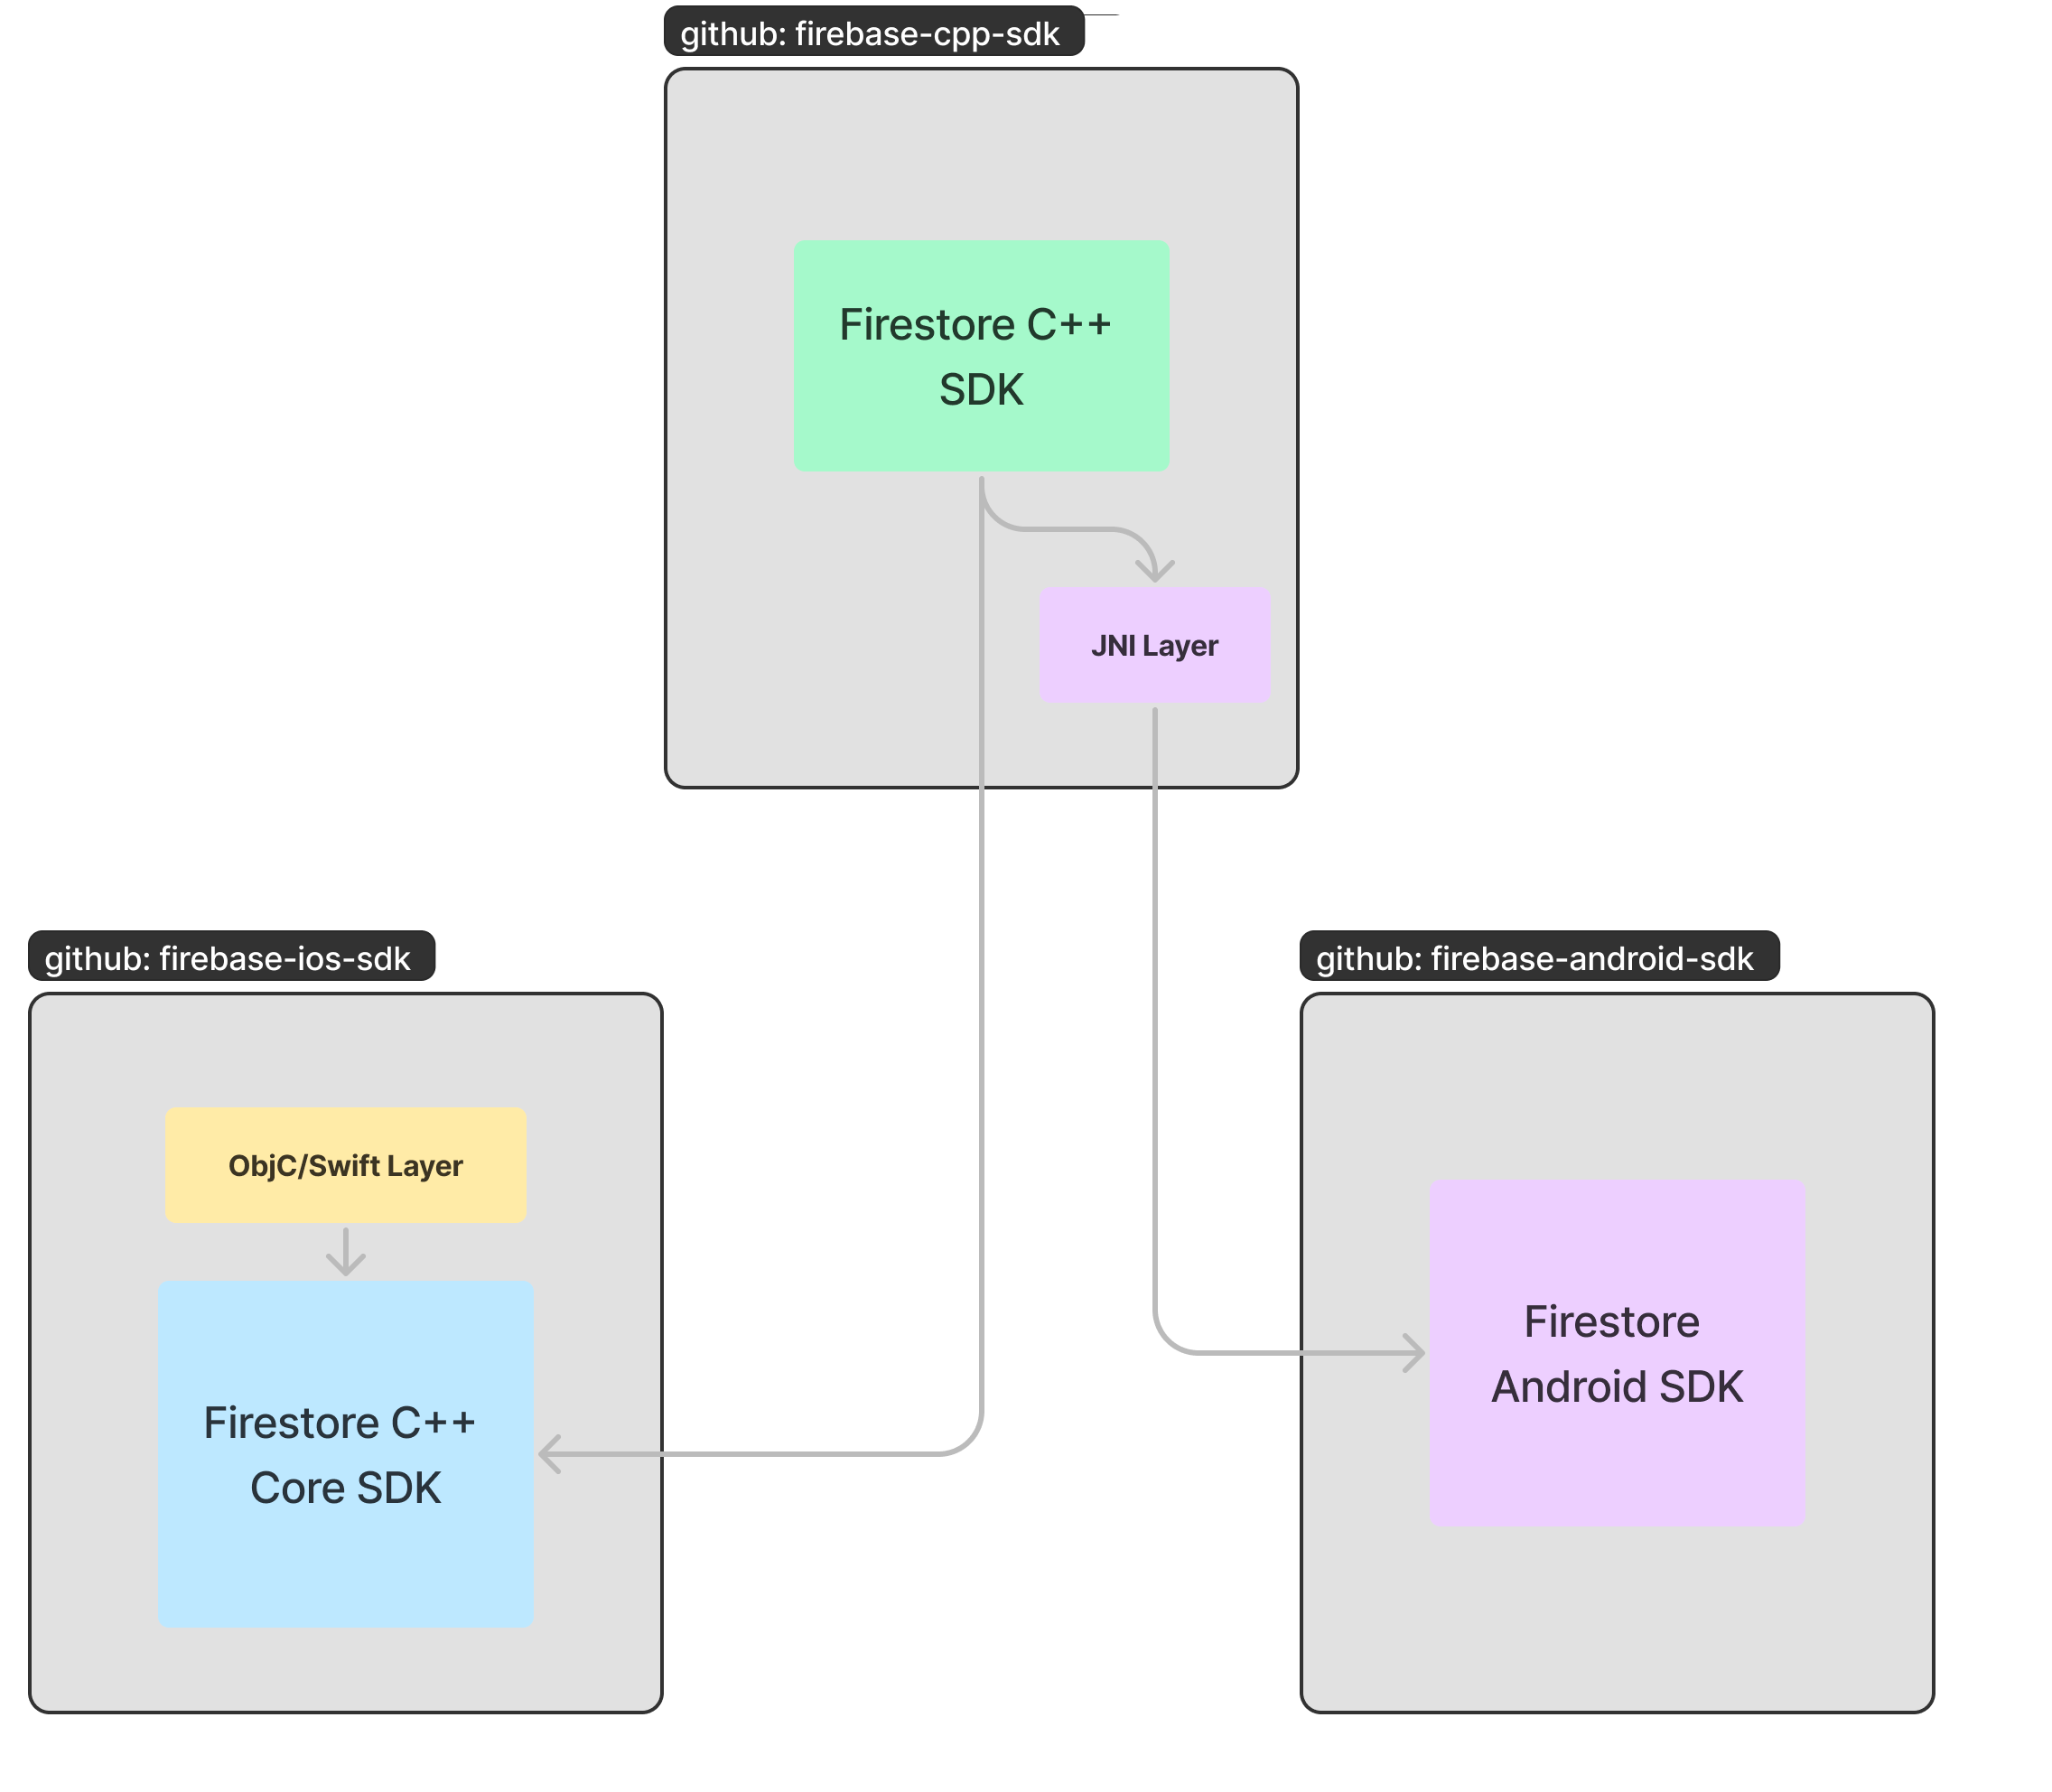 github: firebase-cpp-sdk
Firestore C++
SDK
JNI Layer
github: firebase-ios-sdk
github: firebase-android-sdk
ObjC/Swift Layer
Firestore C++
Core SDK
Firestore
Android SDK